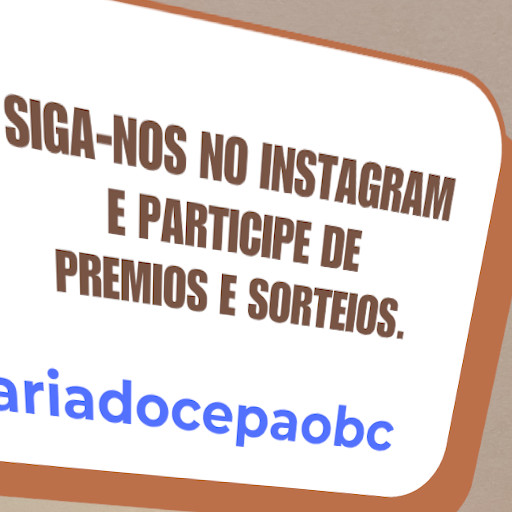 SIGA-NOS NO INSTAGRAM
E PARTICIPE DE
PREMIOS E SORTEIOS.
ariadocepaobc